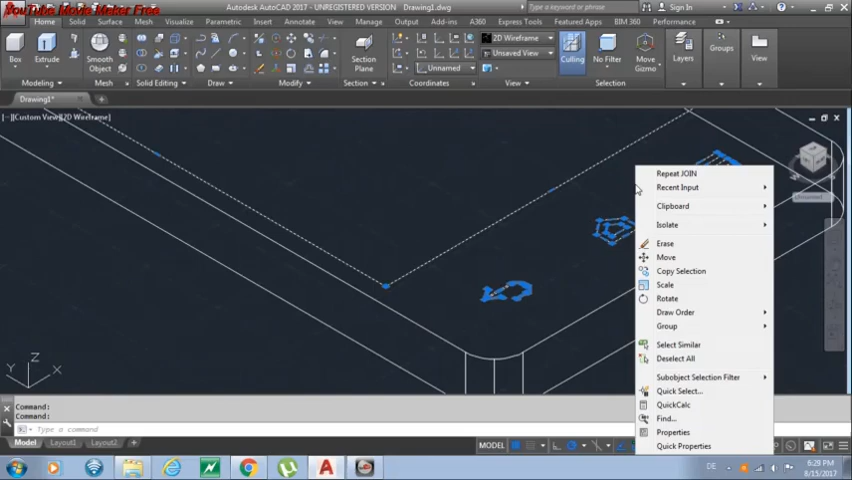 YouTube Movie Maker Free
Autodesk AutoCAD 2017 - UNREGISTERED VERSION Drawing1.dwg
Type a keyword or phrase
Sign In
Home
Solid
Surface
Mesh
Visualize
Parametric
Insert
Annotate
View
Manage
Output
Add-ins
A360
Express Tools
Featured Apps
BIM 360
Performance
Box
Extrude
Smooth
Object
Section
Plane
2D Wireframe
Unsaved View
Unnamed
Culling
No Filter
Move
Gizmo
Layers
Groups
View
Modeling
Mesh
Solid Editing
Draw
Modify
Section
Coordinates
View
Selection
Drawing1*
[−][Custom View][2D Wireframe]
Unnamed
Repeat JOIN
Recent Input
Clipboard
Isolate
Erase
Move
Copy Selection
Scale
Rotate
Draw Order
Group
Select Similar
Deselect All
Subobject Selection Filter
Quick Select...
QuickCalc
Find...
Properties
Quick Properties
Z
Y
X
Command:
Command:
Type a command
Model
Layout1
Layout2
MODEL
DE
6:29 PM
8/15/2017